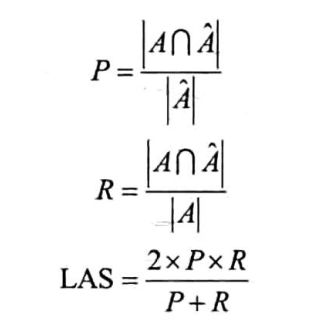 P = |A ∩ Â| / |Â|
R = |A ∩ Â| / |A|
LAS = 2 × P × R / P + R